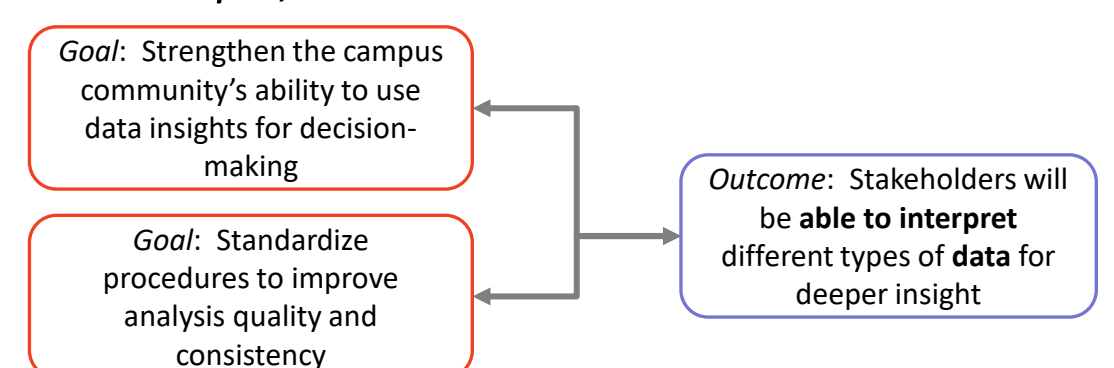 Goal:  Strengthen the campus
community’s ability to use
data insights for decision-
making
Goal:  Standardize
procedures to improve
analysis quality and
consistency
Outcome:  Stakeholders will
be able to interpret
different types of data for
deeper insight